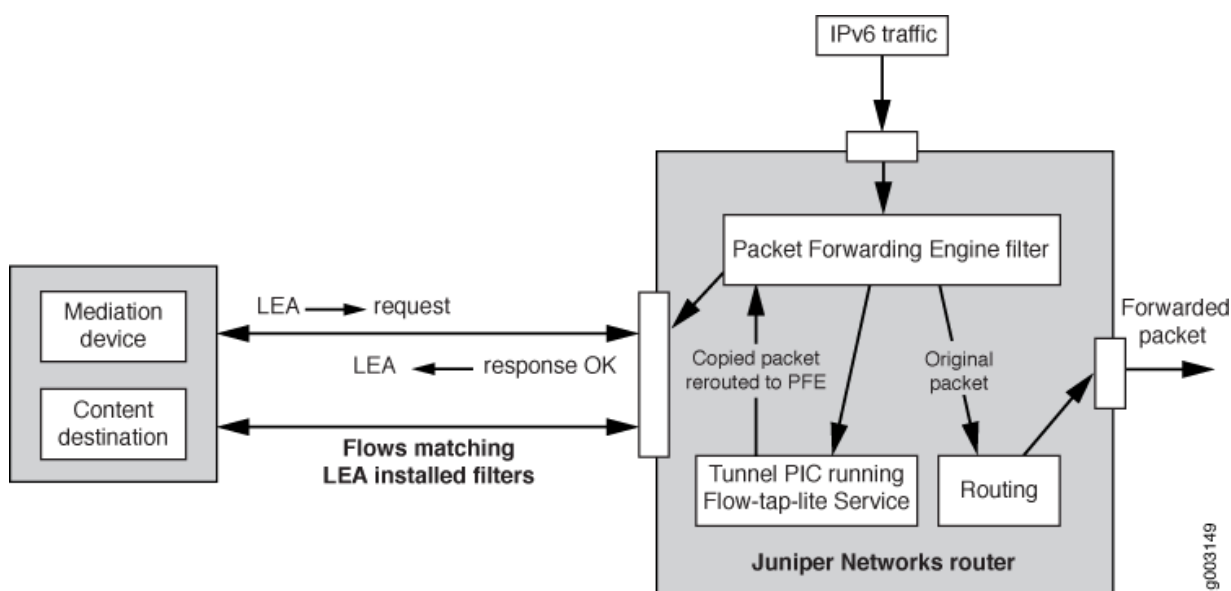 IPv6 traffic
Packet Forwarding Engine filter
Mediation
device
LEA request
LEA response OK
Content
destination
Flows matching
LEA installed filters
Copied packet
rerouted to PFE
Original
packet
Forwarded
packet
Tunnel PIC running
Flow-tap-lite Service
Routing
Juniper Networks router
g003149